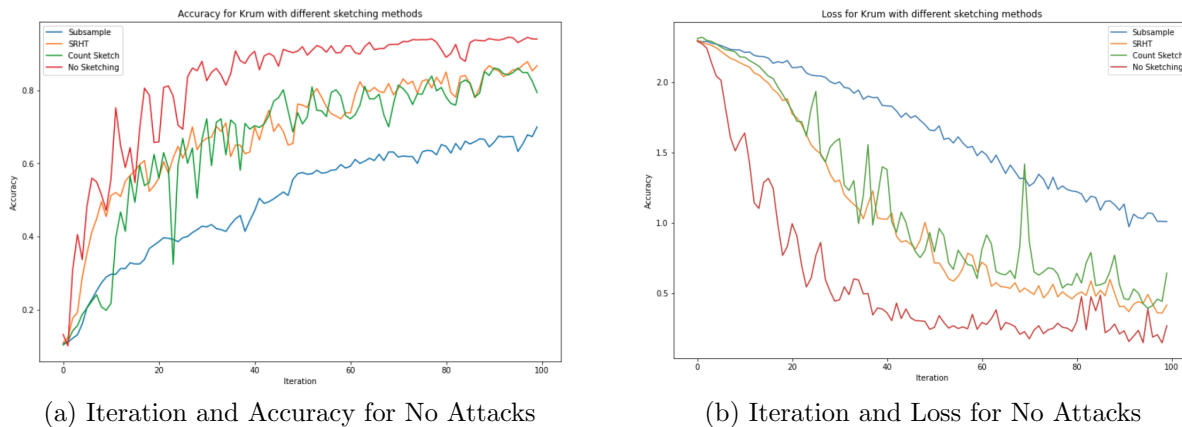 Accuracy for Krum with different sketching methods
Subsample
SRHT
Count Sketch
No Sketching
0.8
0.6
0.4
0.2
Accuracy
0 20 40 60 80 100
Iteration
(a) Iteration and Accuracy for No Attacks
Loss for Krum with different sketching methods
Subsample
SRHT
Count Sketch
No Sketching
2.0
1.5
1.0
0.5
Accuracy
0 20 40 60 80 100
Iteration
(b) Iteration and Loss for No Attacks